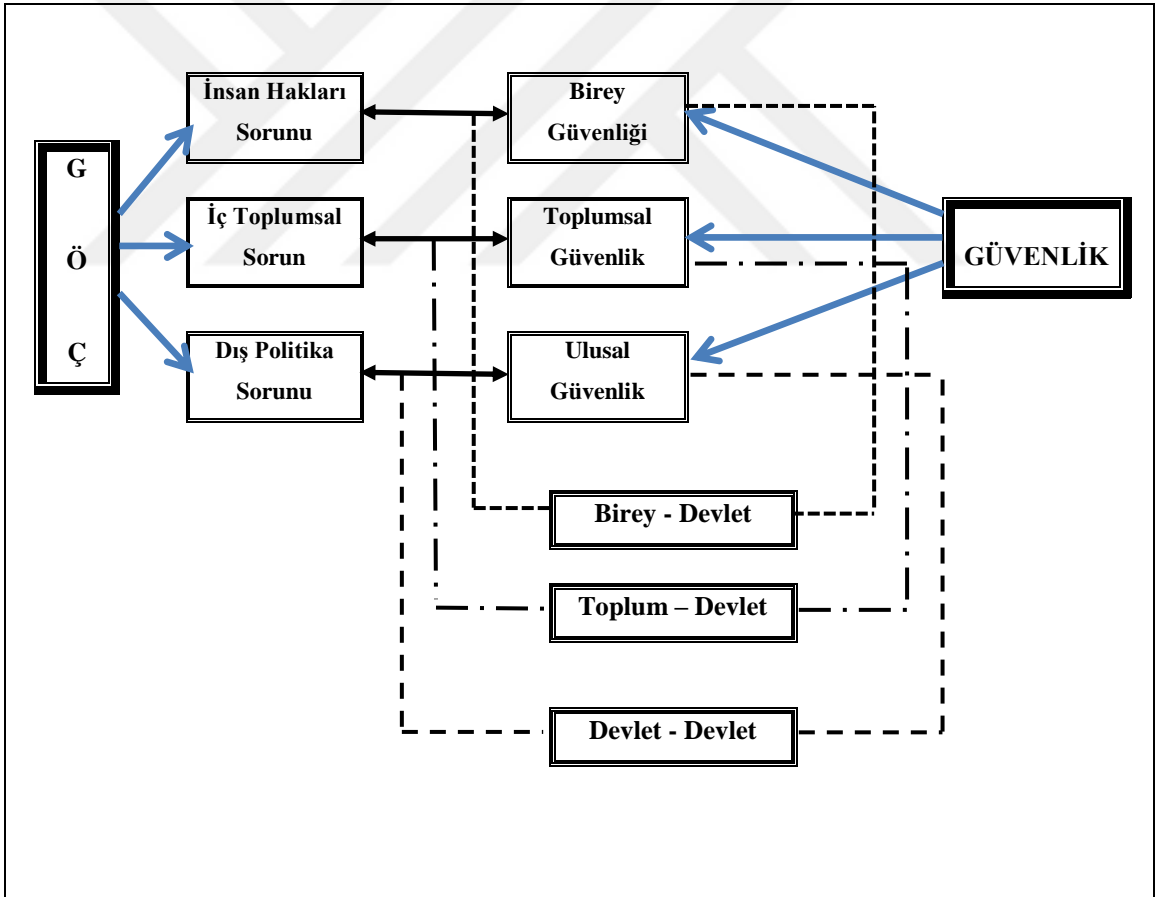 G
Ö
Ç
İnsan Hakları
Sorunu
İç Toplumsal
Sorun
Dış Politika
Sorunu
Birey
Güvenliği
Toplumsal
Güvenlik
Ulusal
Güvenlik
GÜVENLİK
Birey - Devlet
Toplum – Devlet
Devlet - Devlet